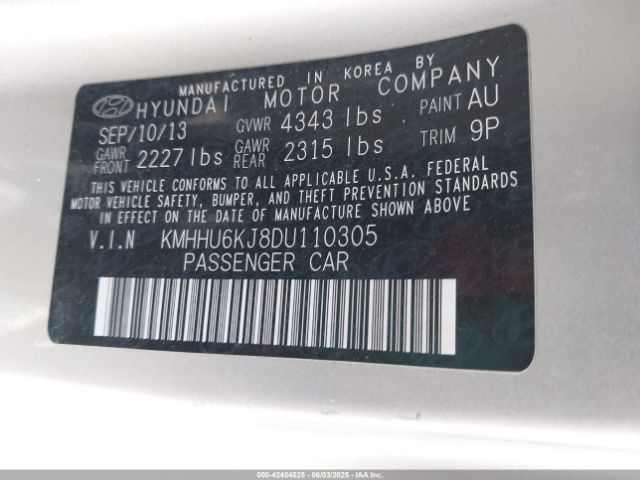 MANUFACTURED IN KOREA BY
HYUNDAI MOTOR COMPANY
SEP/10/13 GVWR 4343 lbs PAINT AU
GAWR FRONT 2227 lbs GAWR REAR 2315 lbs TRIM 9P
THIS VEHICLE CONFORMS TO ALL APPLICABLE U.S.A. FEDERAL
MOTOR VEHICLE SAFETY, BUMPER, AND THEFT PREVENTION STANDARDS
IN EFFECT ON THE DATE OF MANUFACTURE SHOWN ABOVE
V.I.N KMHHU6KJ8DU110305
PASSENGER CAR
000-42404525 - 06/03/2025 - IAAI, Inc.